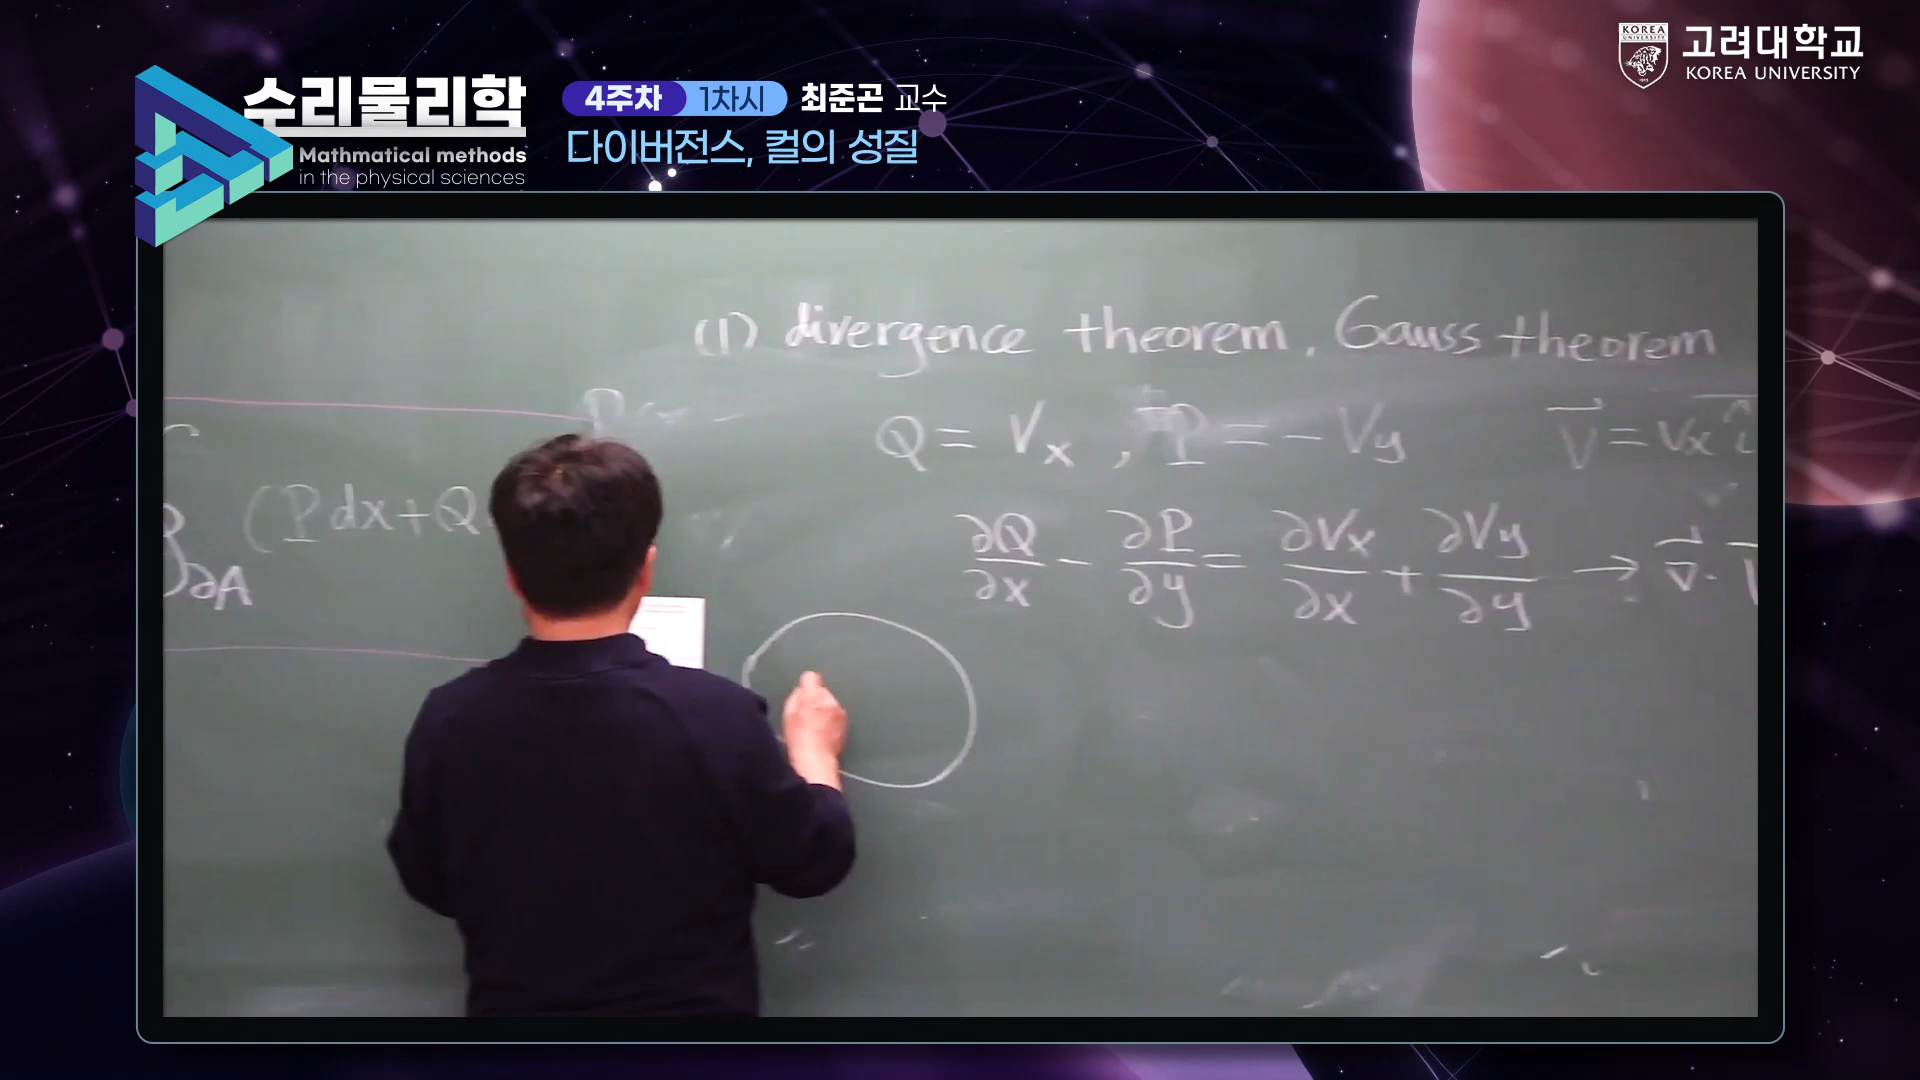 KOREA
UNIVERSITY
1905
고려대학교
KOREA UNIVERSITY
수리물리학
Mathmatical methods
in the physical sciences
4주차 1차시 최준곤 교수
다이버전스, 컬의 성질
(1) divergence theorem, Gauss theorem
P
Q = Vx , P = - Vy
V = Vx i
(Pdx+Q
∂A
∂Q/∂x - ∂P/∂y = ∂Vx/∂x + ∂Vy/∂y → ∇·